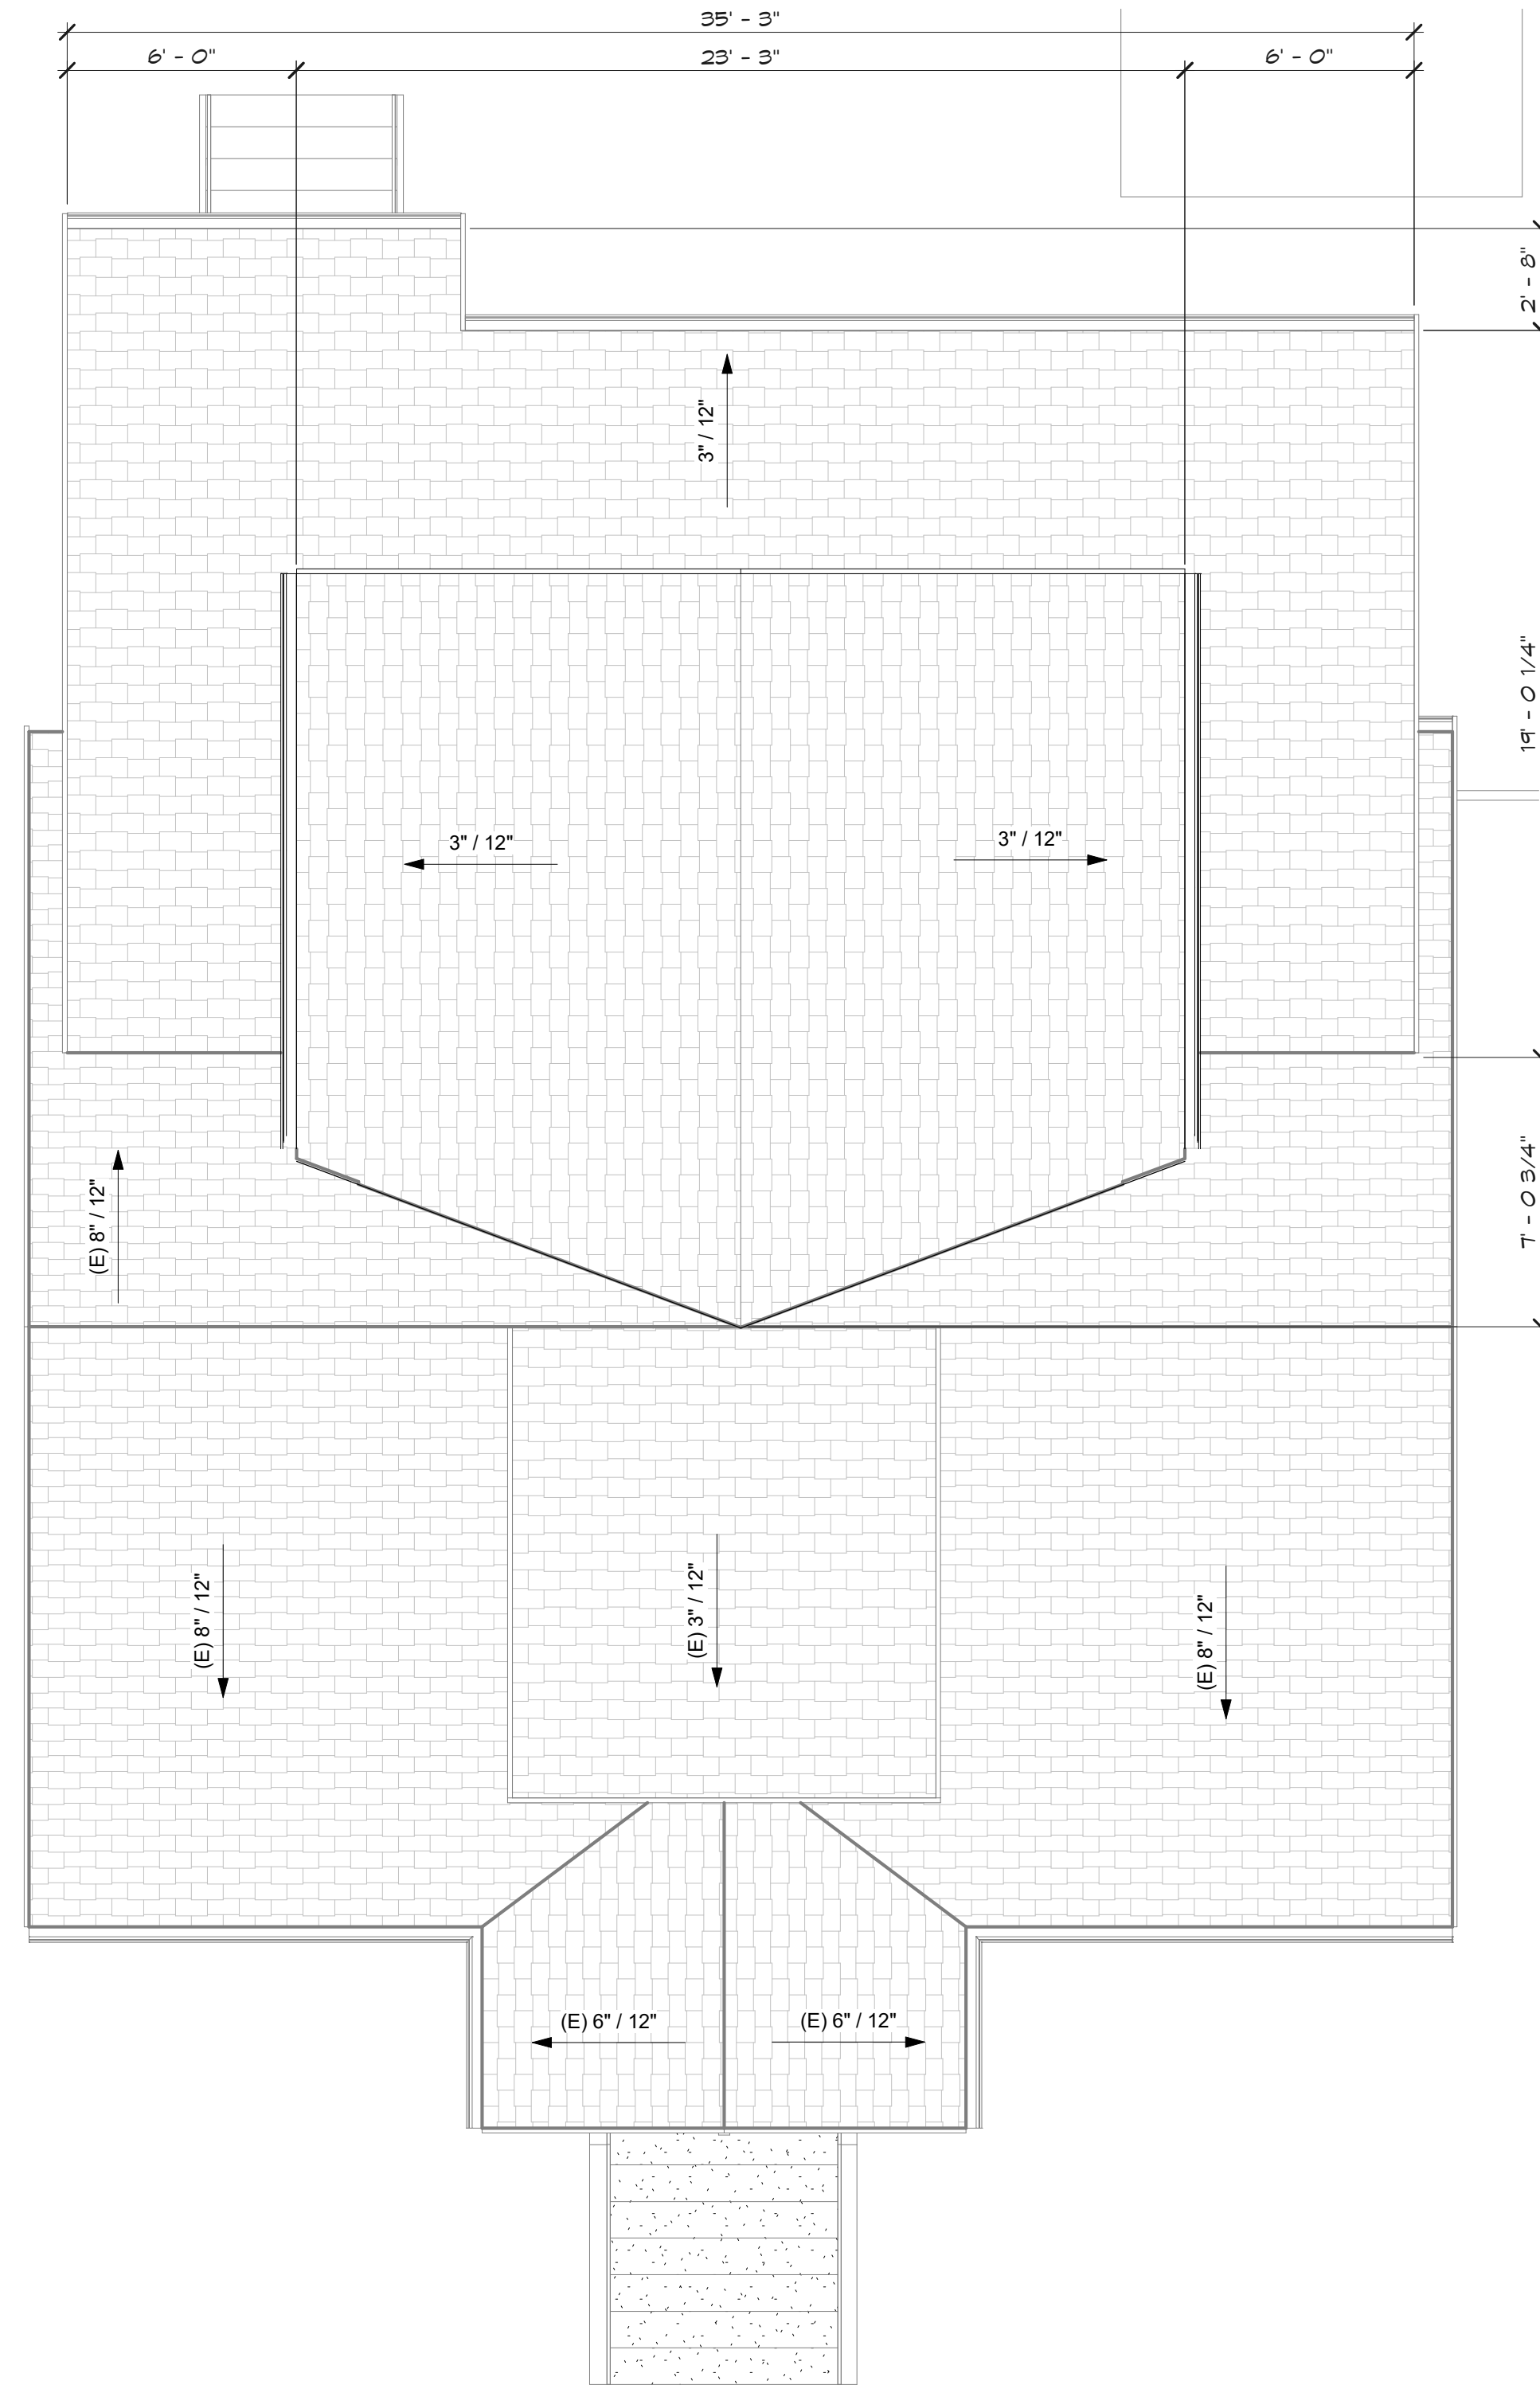 35' - 3"
6' - 0"
23' - 3"
6' - 0"
2' - 8"
3" / 12"
19' - 0 1/4"
3" / 12"
3" / 12"
7' - 0 3/4"
(E) 8" / 12"
(E) 8" / 12"
(E) 3" / 12"
(E) 8" / 12"
(E) 6" / 12"
(E) 6" / 12"